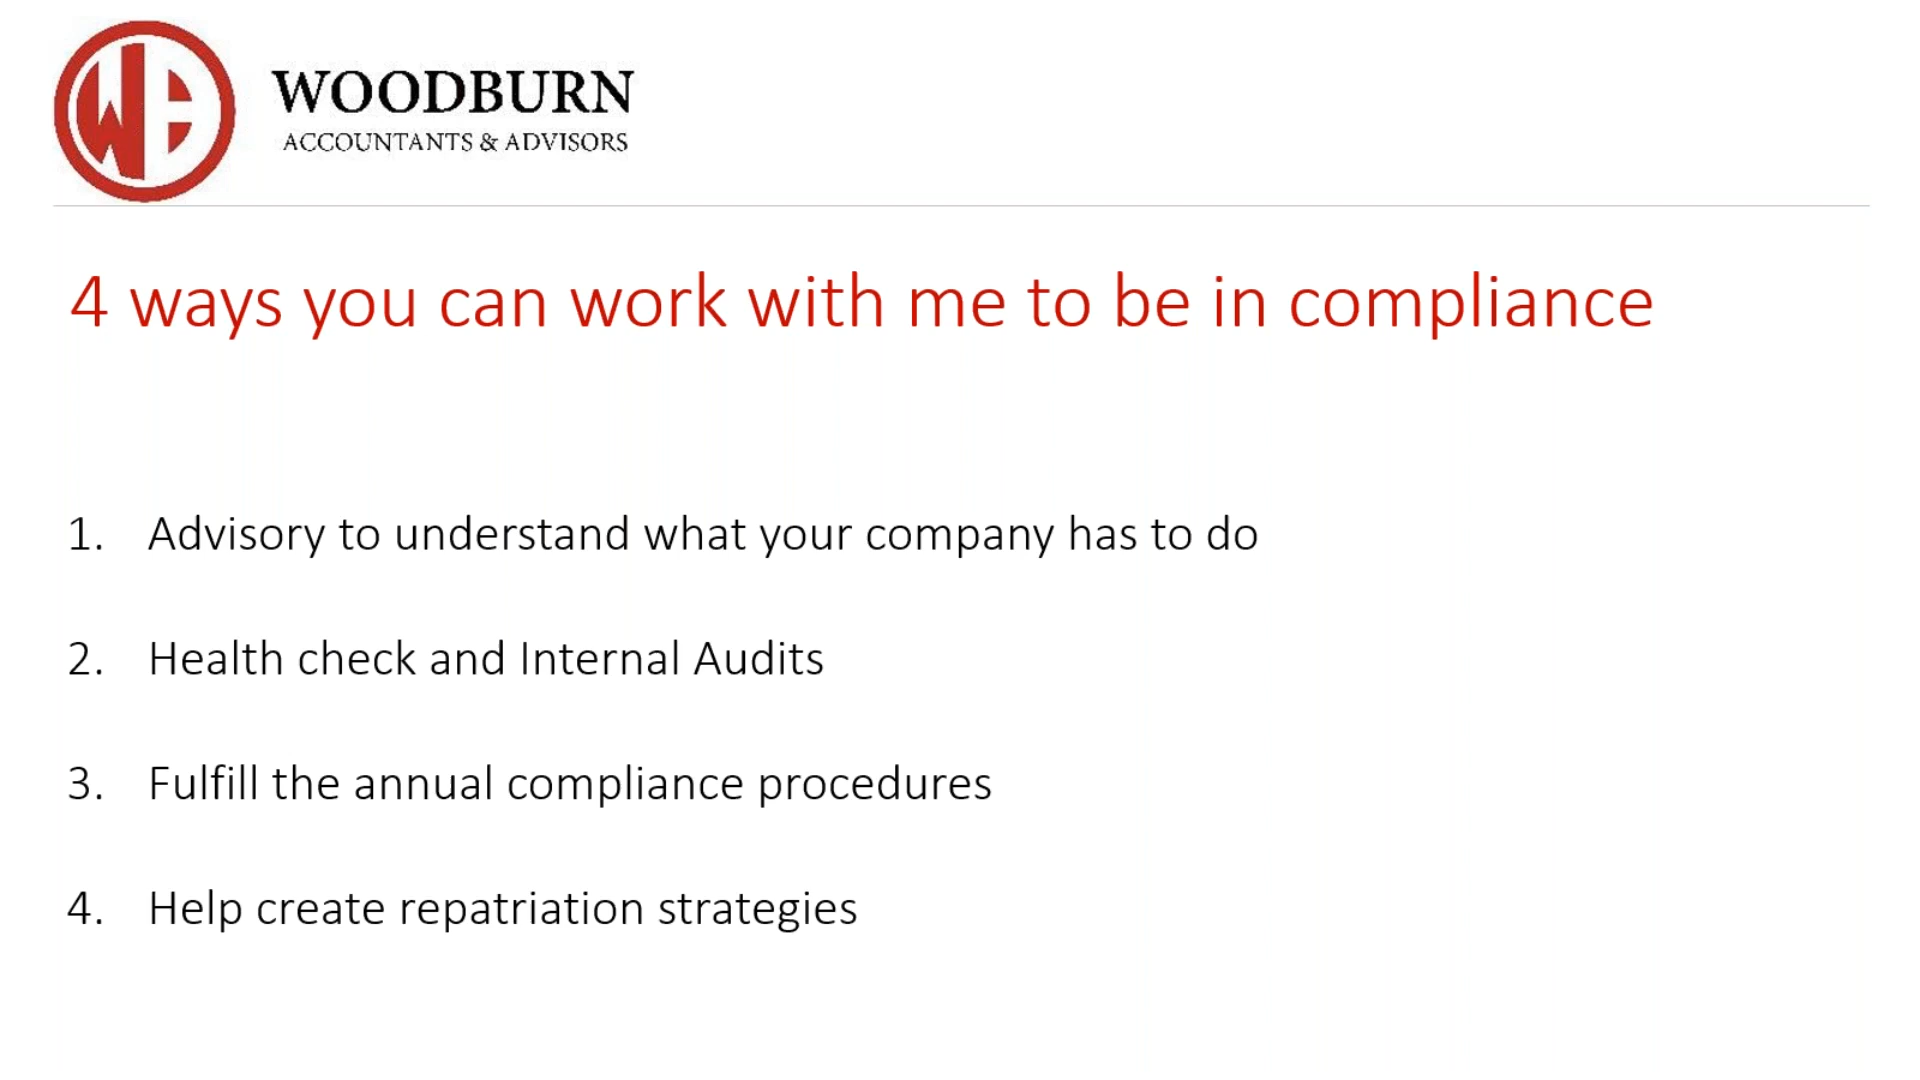 WB
WOODBURN
ACCOUNTANTS & ADVISORS
4 ways you can work with me to be in compliance
1. Advisory to understand what your company has to do
2. Health check and Internal Audits
3. Fulfill the annual compliance procedures
4. Help create repatriation strategies